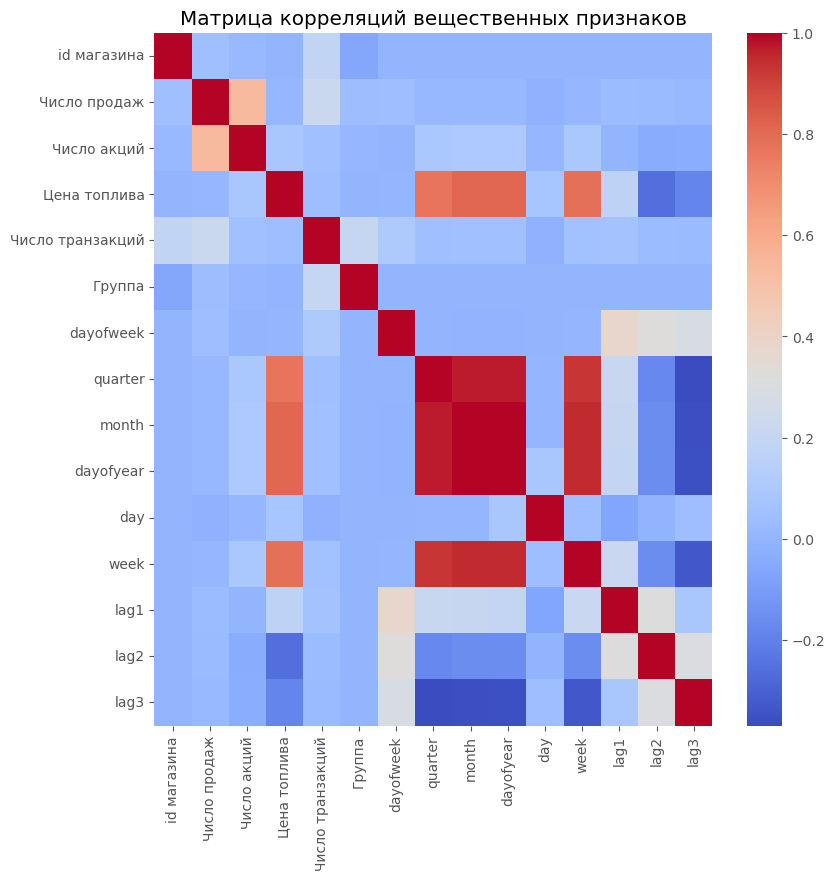 Матрица корреляций вещественных признаков
id магазина
Число продаж
Число акций
Цена топлива
Число транзакций
Группа
dayofweek
quarter
month
dayofyear
day
week
lag1
lag2
lag3
id магазина
Число продаж
Число акций
Цена топлива
Число транзакций
Группа
dayofweek
quarter
month
dayofyear
day
week
lag1
lag2
lag3
1.0
0.8
0.6
0.4
0.2
0.0
−0.2